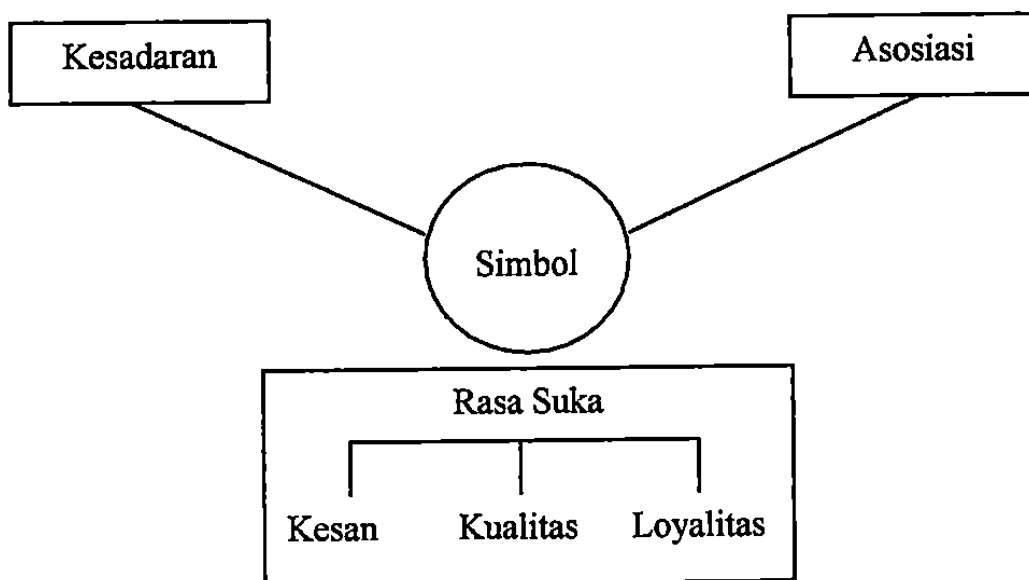 Kesadaran
Asosiasi
Simbol
Rasa Suka
Kesan Kualitas Loyalitas